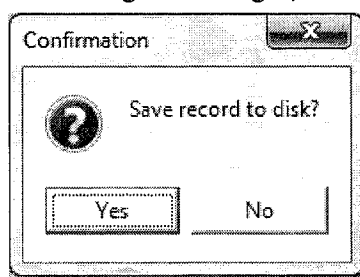 Confirmation
Save record to disk?
Yes
No